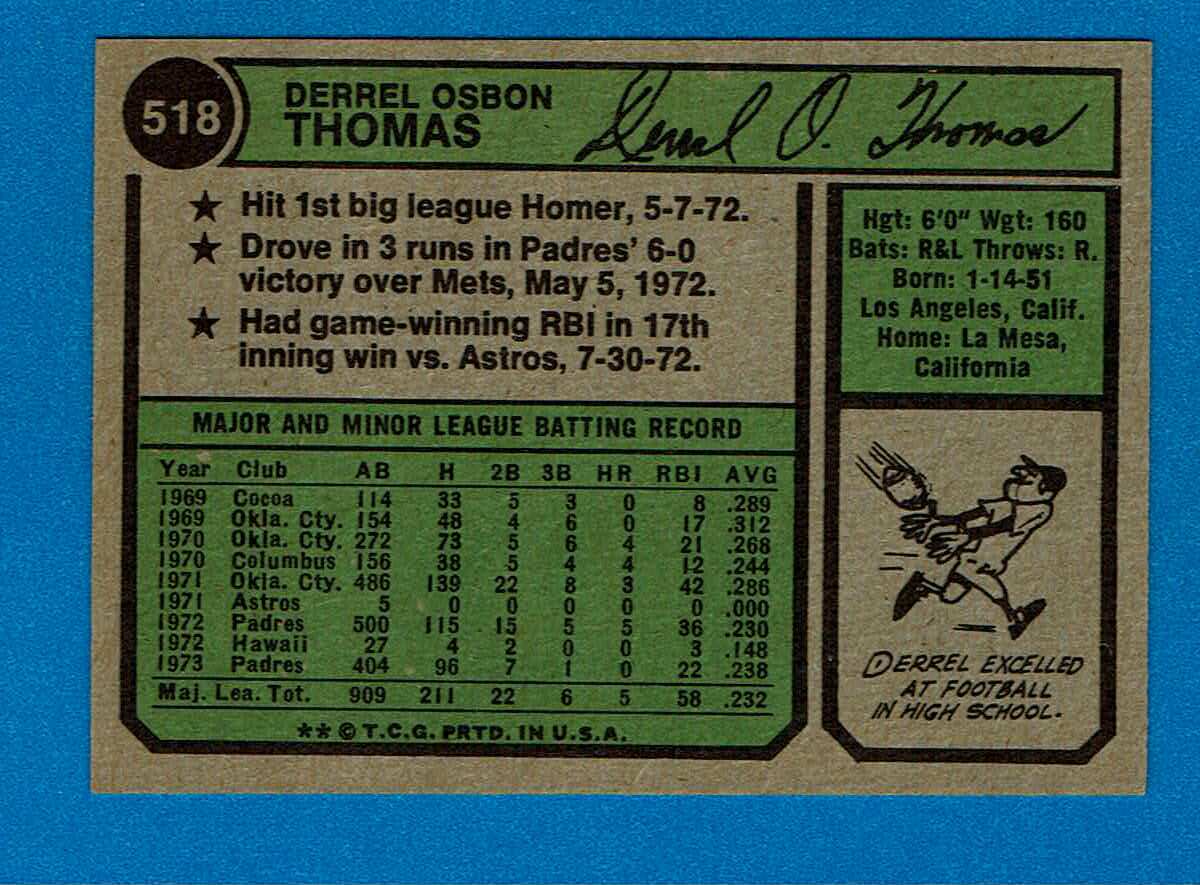 518
DERREL OSBON
THOMAS
Derrel O. Thomas
★ Hit 1st big league Homer, 5-7-72.
★ Drove in 3 runs in Padres' 6-0
victory over Mets, May 5, 1972.
★ Had game-winning RBI in 17th
inning win vs. Astros, 7-30-72.
Hgt: 6'0" Wgt: 160
Bats: R&L Throws: R.
Born: 1-14-51
Los Angeles, Calif.
Home: La Mesa,
California
MAJOR AND MINOR LEAGUE BATTING RECORD
Year Club AB H 2B 3B HR RBI AVG
1969 Cocoa 114 33 5 3 0 8 .289
1969 Okla. Cty. 154 48 4 6 0 17 .312
1970 Okla. Cty. 272 73 5 6 4 21 .268
1970 Columbus 156 38 5 4 4 12 .244
1971 Okla. Cty. 486 139 22 8 3 42 .286
1971 Astros 5 0 0 0 0 0 .000
1972 Padres 500 115 15 5 5 36 .230
1972 Hawaii 27 4 2 0 0 3 .148
1973 Padres 404 96 7 1 0 22 .238
Maj. Lea. Tot. 909 211 22 6 5 58 .232
** © T.C.G. PRTD. IN U.S.A.
DERREL EXCELLED
AT FOOTBALL
IN HIGH SCHOOL.